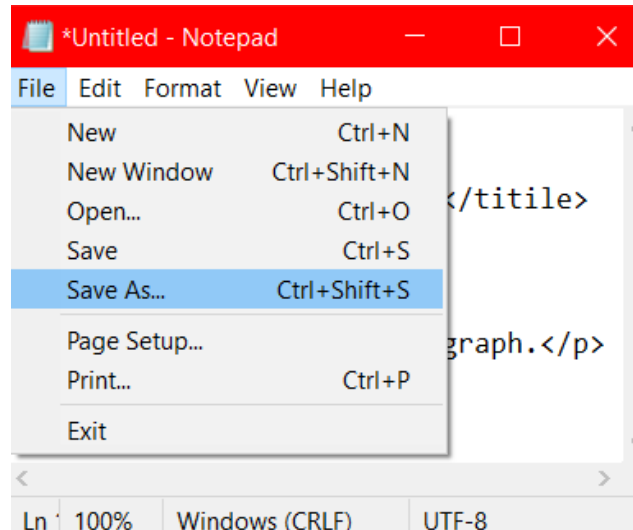 *Untitled - Notepad
File Edit Format View Help
New Ctrl+N
New Window Ctrl+Shift+N
Open... Ctrl+O
Save Ctrl+S
Save As... Ctrl+Shift+S
Page Setup...
Print... Ctrl+P
Exit
</titile>
graph.</p>
Ln 100% Windows (CRLF) UTF-8